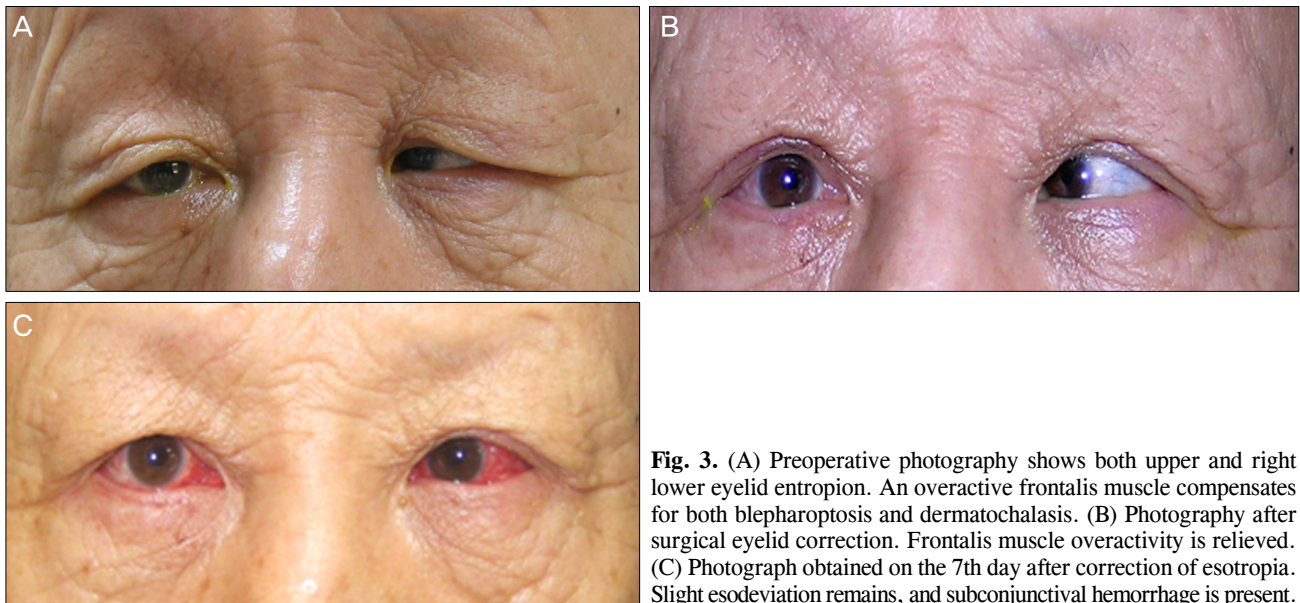 A
B
C
Fig. 3. (A) Preoperative photography shows both upper and right
lower eyelid entropion. An overactive frontalis muscle compensates
for both blepharoptosis and dermatochalasis. (B) Photography after
surgical eyelid correction. Frontalis muscle overactivity is relieved.
(C) Photograph obtained on the 7th day after correction of esotropia.
Slight esodeviation remains, and subconjunctival hemorrhage is present.